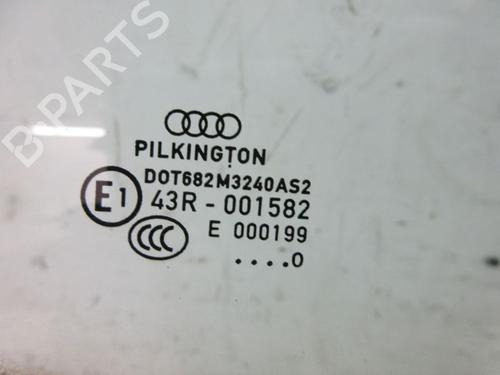 B-PARTS
PILKINGTON
DOT682M3240AS2
E1 43R - 001582
CCC E 000199
....0